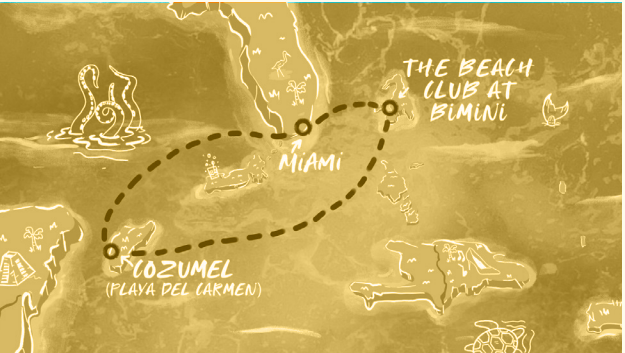 THE BEACH
CLUB AT
BIMINI
MIAMI
COZUMEL
(PLAYA DEL CARMEN)